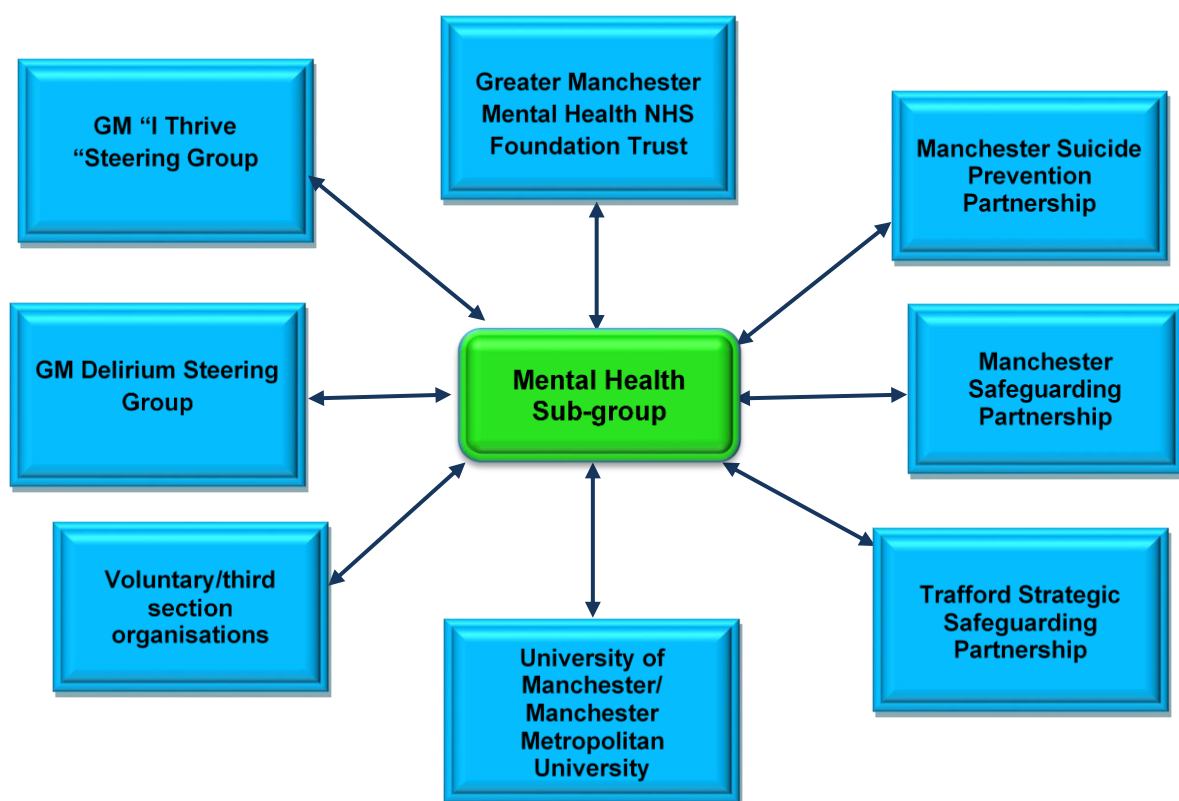 GM “I Thrive
“Steering Group
Greater Manchester
Mental Health NHS
Foundation Trust
Manchester Suicide
Prevention
Partnership
GM Delirium Steering
Group
Mental Health
Sub-group
Manchester
Safeguarding
Partnership
Voluntary/third
section
organisations
University of
Manchester/
Manchester
Metropolitan
University
Trafford Strategic
Safeguarding
Partnership